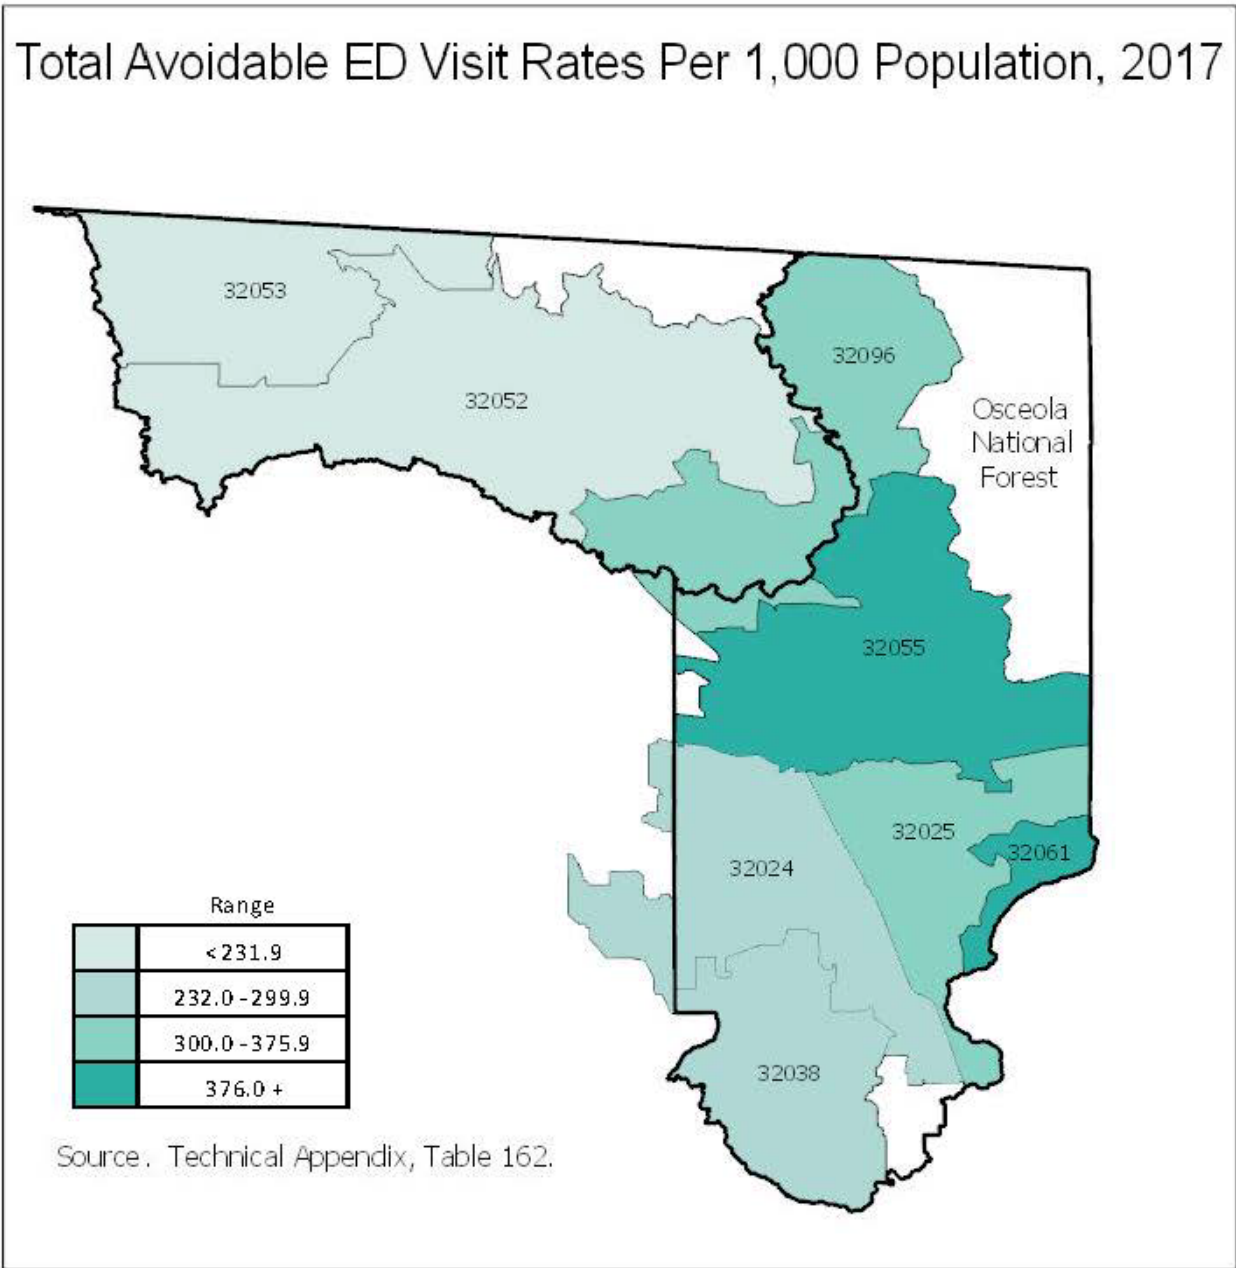 Total Avoidable ED Visit Rates Per 1,000 Population, 2017
32053
32096
32052
Osceola
National
Forest
32055
32025
32061
32024
Range
<231.9
232.0-299.9
300.0-375.9
376.0 +
32038
Source. Technical Appendix, Table 162.